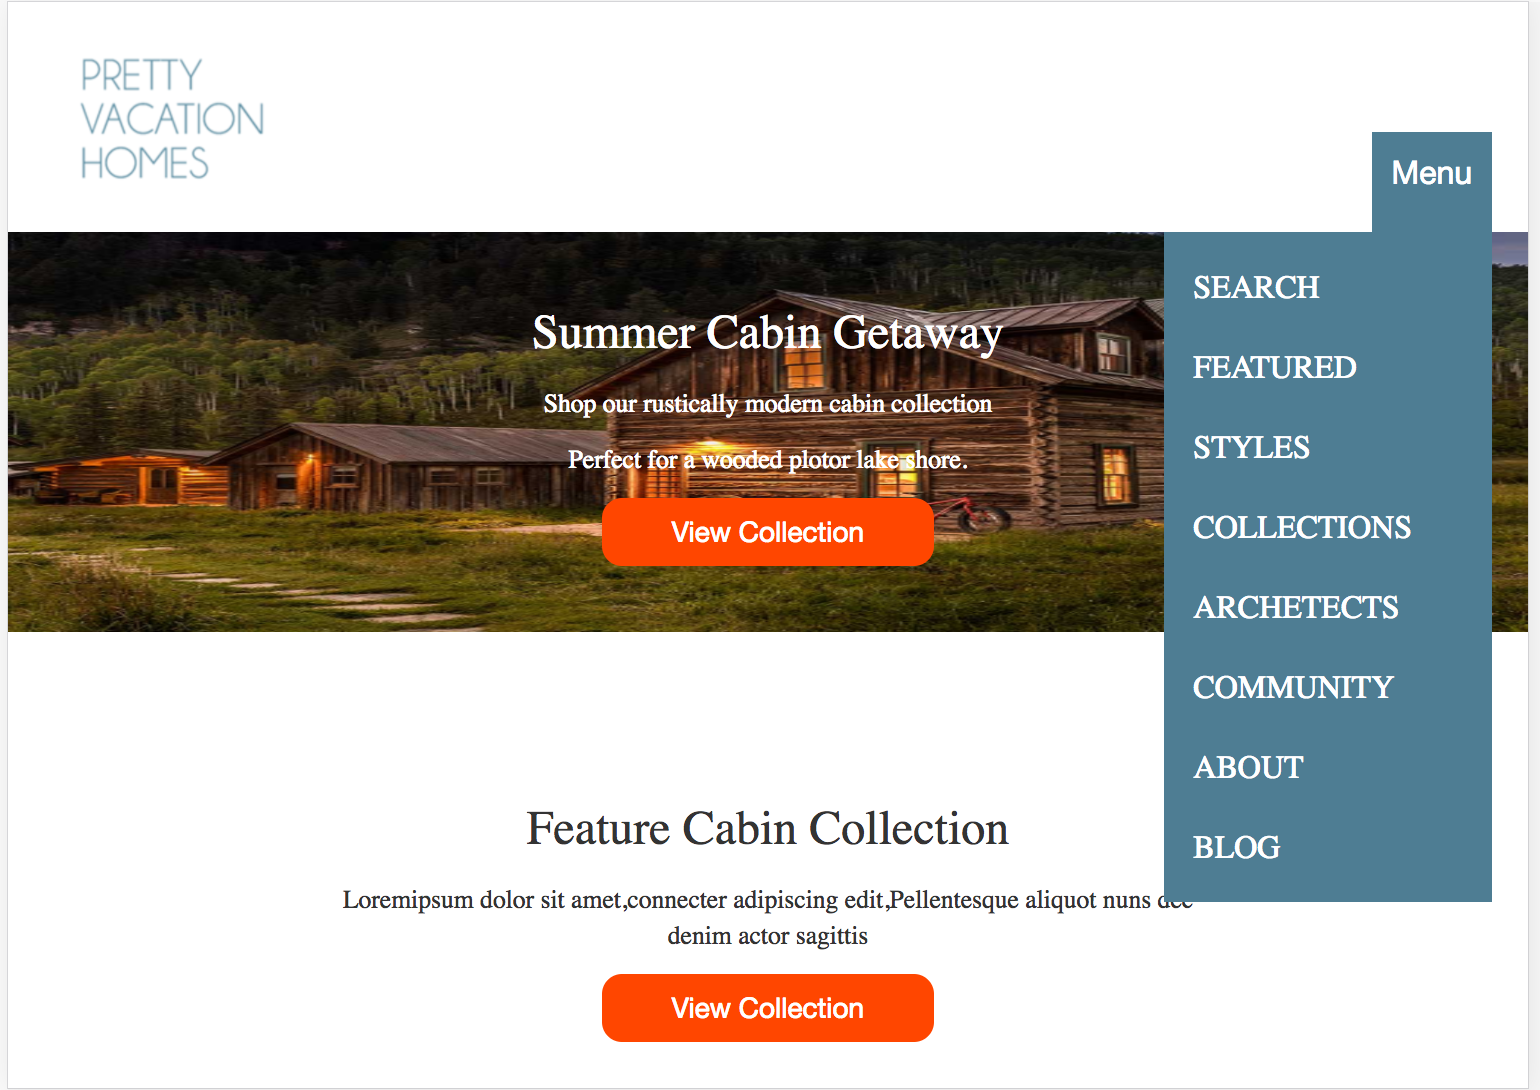 PRETTY
VACATION
HOMES
Menu
SEARCH
FEATURED
STYLES
COLLECTIONS
ARCHETECTS
COMMUNITY
ABOUT
BLOG
Summer Cabin Getaway
Shop our rustically modern cabin collection
Perfect for a wooded plotor lake shore.
View Collection
Feature Cabin Collection
Loremipsum dolor sit amet,connecter adipiscing edit,Pellentesque aliquot nuns dec
denim actor sagittis
View Collection